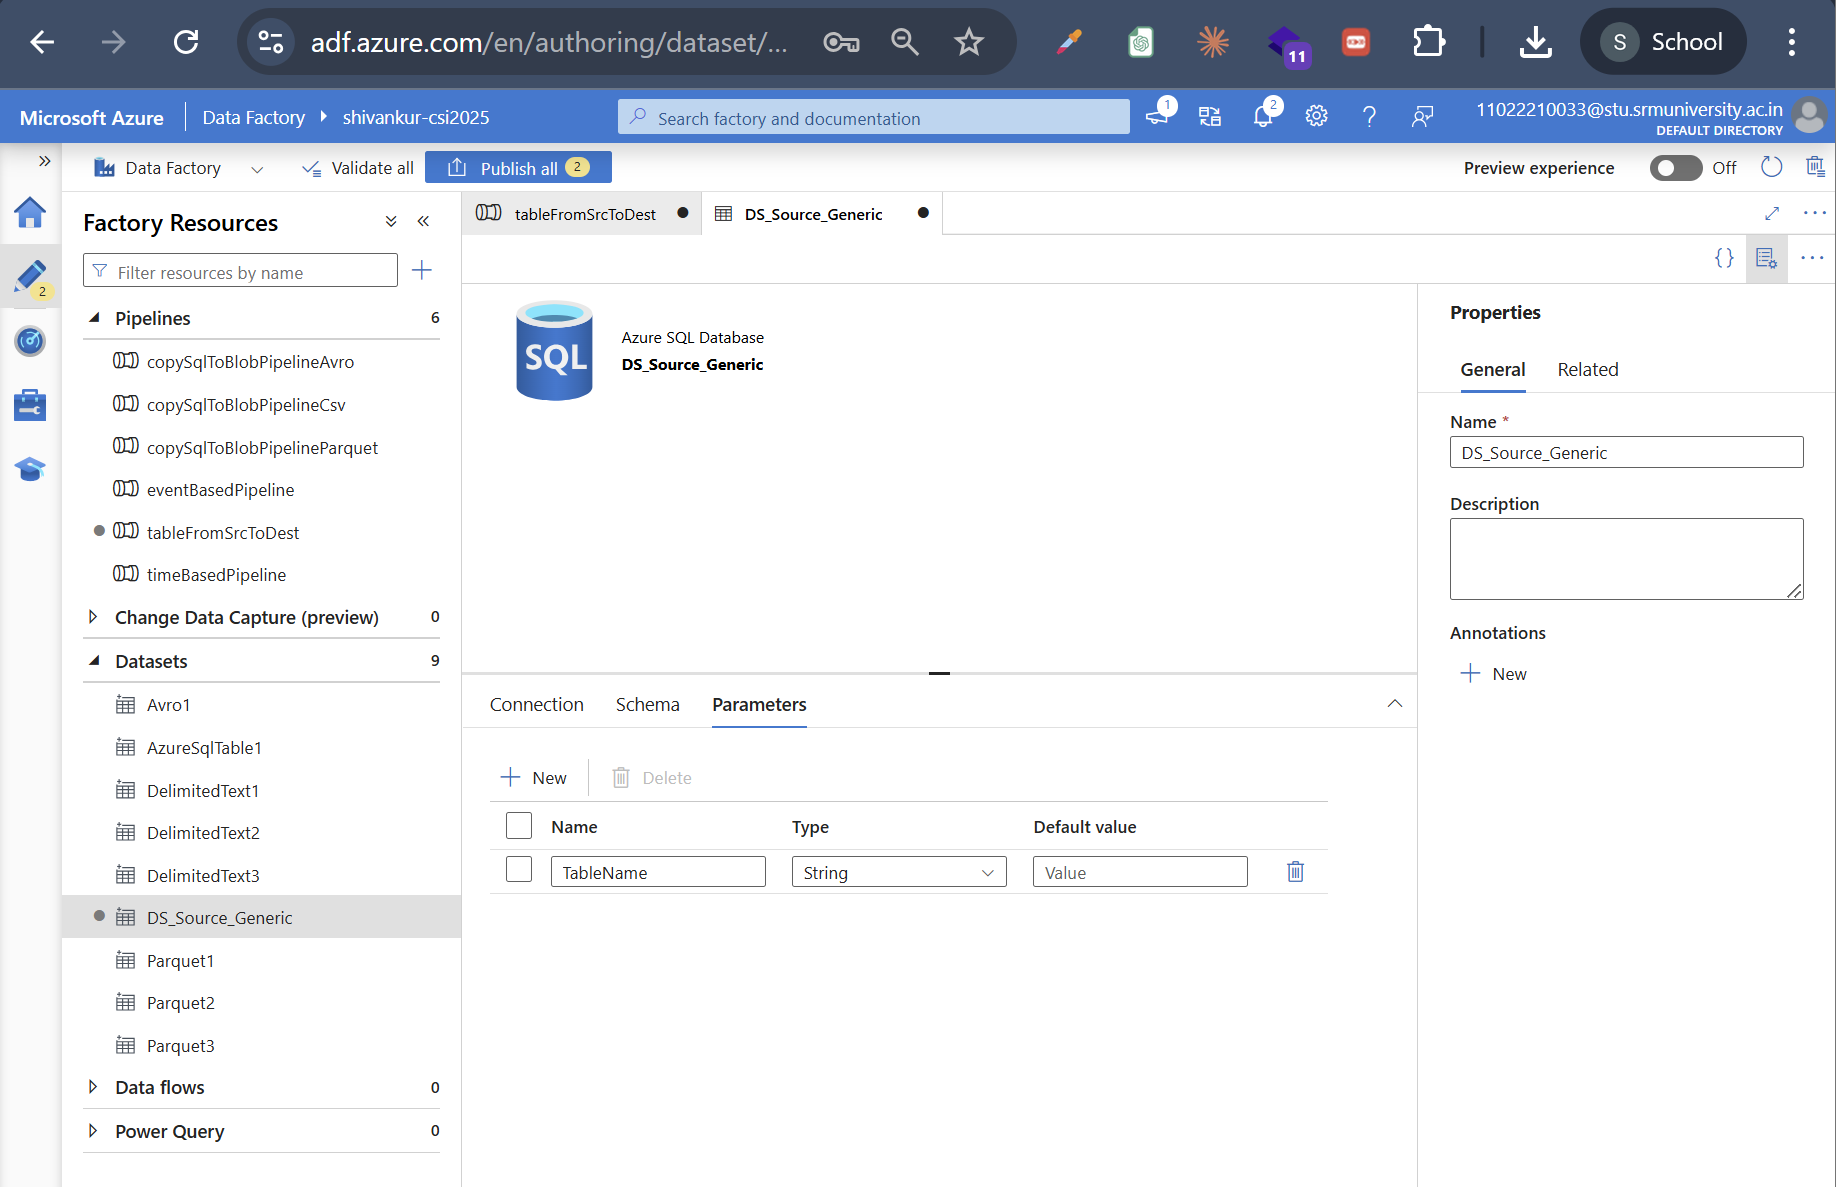 adf.azure.com/en/authoring/dataset/...
11
S School
Microsoft Azure
Data Factory
shivankur-csi2025
Search factory and documentation
1
2
11022210033@stu.srmuniversity.ac.in
DEFAULT DIRECTORY
Data Factory
Validate all
Publish all 2
Preview experience
Off
2
Factory Resources
Filter resources by name
Pipelines 6
copySqlToBlobPipelineAvro
copySqlToBlobPipelineCsv
copySqlToBlobPipelineParquet
eventBasedPipeline
tableFromSrcToDest
timeBasedPipeline
Change Data Capture (preview) 0
Datasets 9
Avro1
AzureSqlTable1
DelimitedText1
DelimitedText2
DelimitedText3
DS_Source_Generic
Parquet1
Parquet2
Parquet3
Data flows 0
Power Query 0
tableFromSrcToDest
DS_Source_Generic
SQL
Azure SQL Database
DS_Source_Generic
Connection
Schema
Parameters
New
Delete
Name Type Default value
TableName String Value
Properties
General
Related
Name *
DS_Source_Generic
Description
Annotations
New